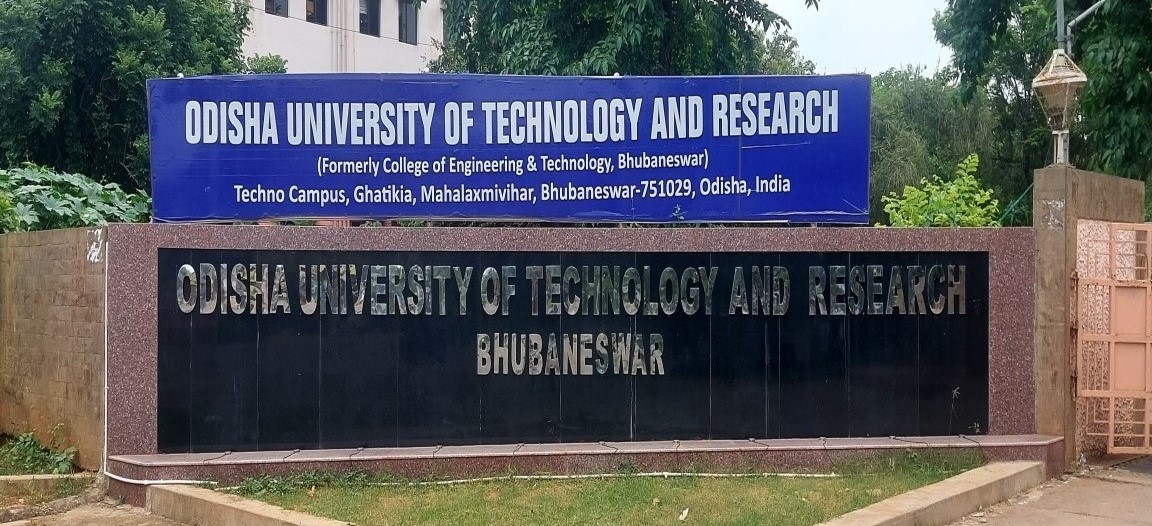 ODISHA UNIVERSITY OF TECHNOLOGY AND RESEARCH
(Formerly College of Engineering & Technology, Bhubaneswar)
Techno Campus, Ghatikia, Mahalaxmivihar, Bhubaneswar-751029, Odisha, India
ODISHA UNIVERSITY OF TECHNOLOGY AND RESEARCH
BHUBANESWAR